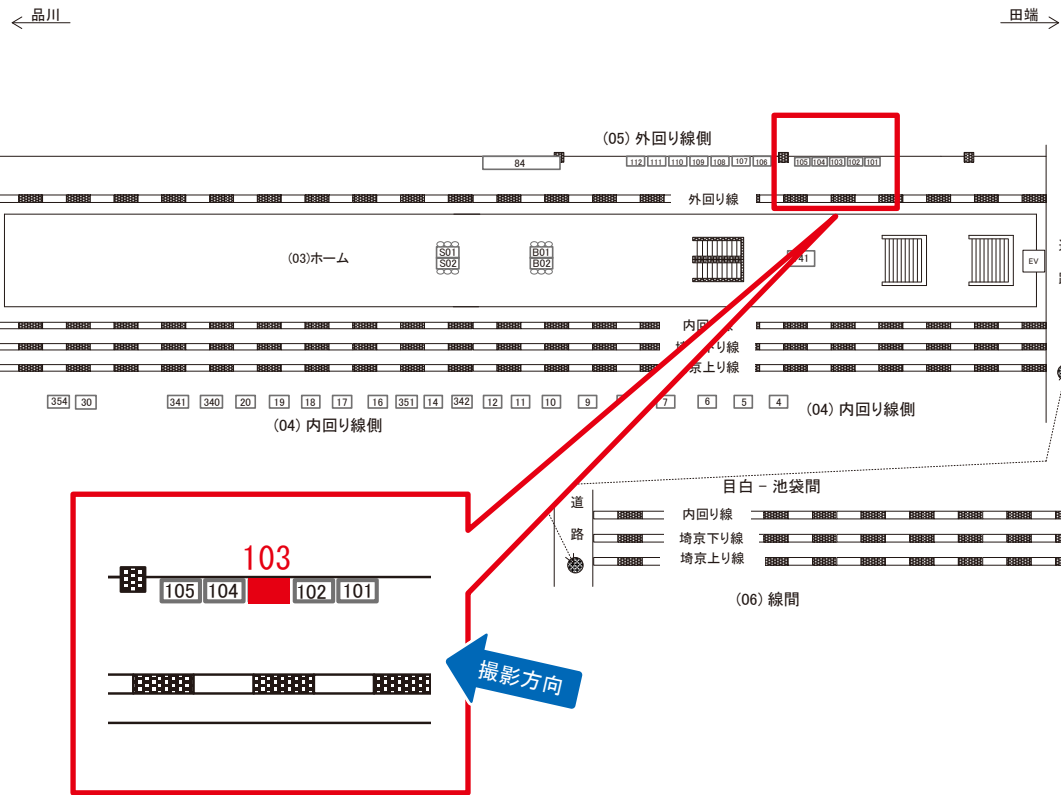 品川
田端
(05) 外回り線側
84
112 111 110 109 108 107 106
105 104 103 102 101
外回り線
(03)ホーム
S01
S02
B01
B02
41
EV
内回り線
埼京下り線
埼京上り線
354 30 341 340 20 19 18 17 16 351 14 342 12 11 10 9 7 6 5 4
(04) 内回り線側
(04) 内回り線側
目白 − 池袋間
道路
内回り線
埼京下り線
埼京上り線
(06) 線間
103
105 104 102 101
撮影方向